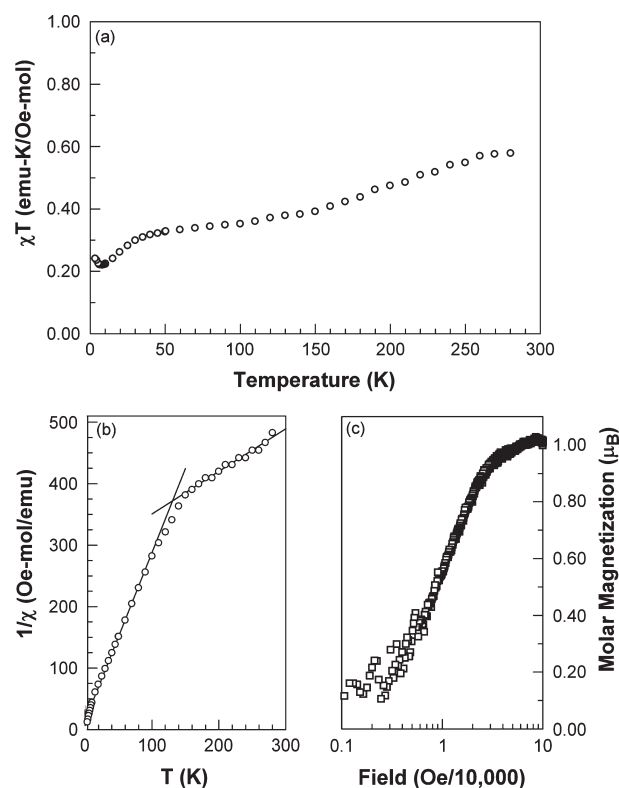 (a)
1.00
0.80
0.60
0.40
0.20
0.00
χT (emu-K/Oe-mol)
0 50 100 150 200 250 300
Temperature (K)
(b)
500
400
300
200
100
0
1/χ (Oe-mol/emu)
0 100 200 300
T (K)
(c)
1.00
0.80
0.60
0.40
0.20
0.00
Molar Magnetization (μB)
0.1 1 10
Field (Oe/10,000)